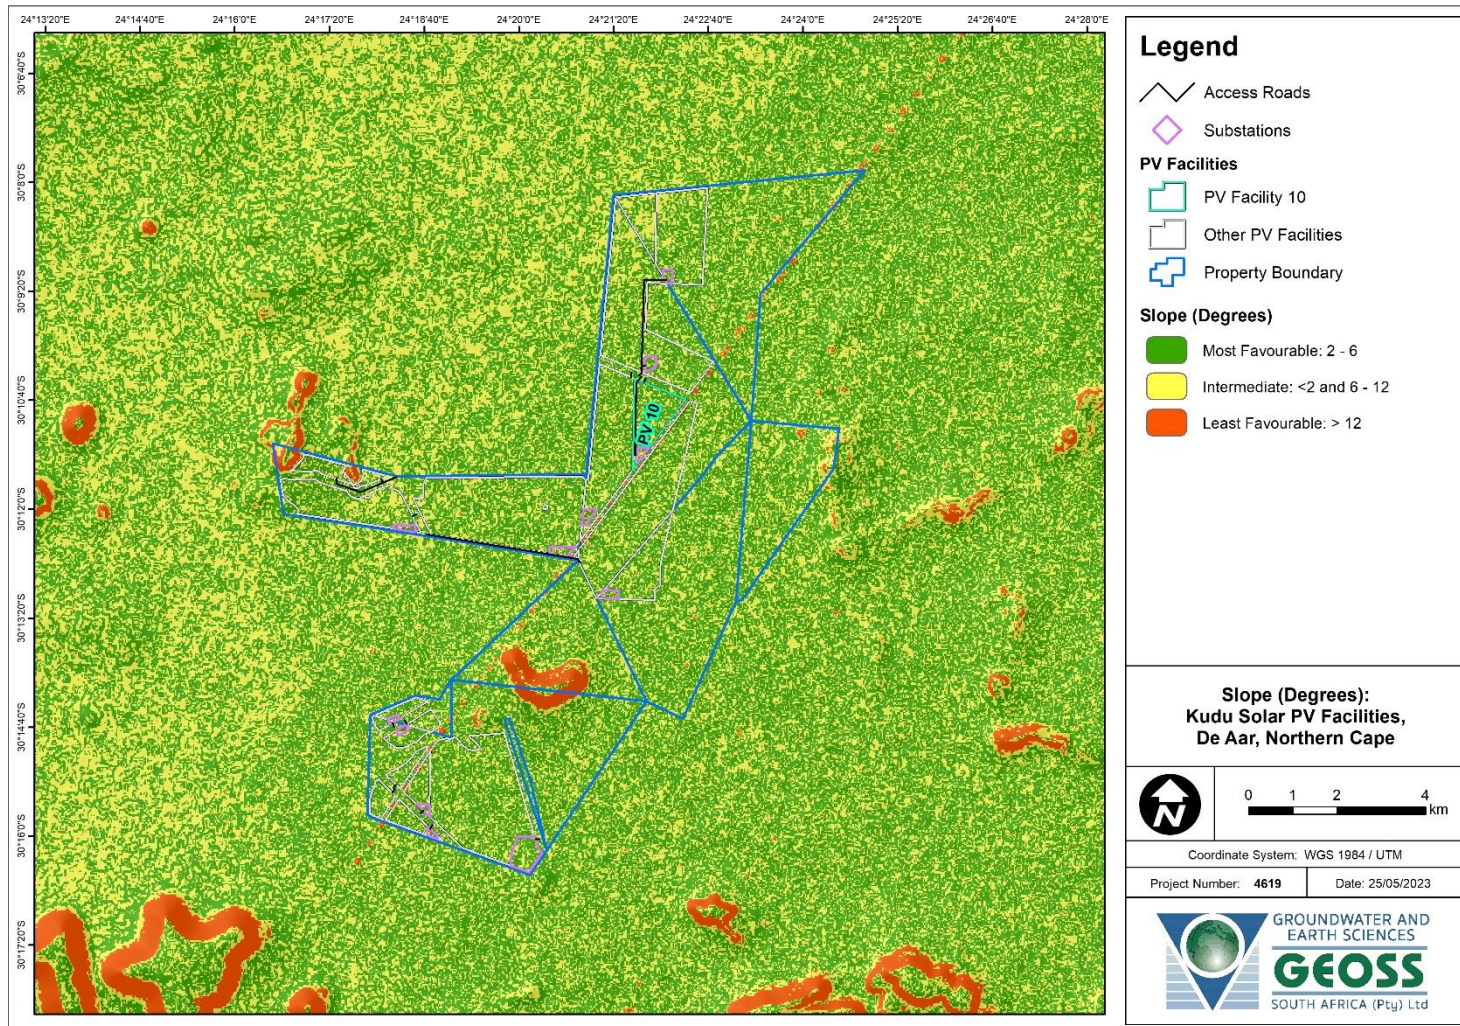 24°13'20"E 24°14'40"E 24°16'0"E 24°17'20"E 24°18'40"E 24°20'0"E 24°21'20"E 24°22'40"E 24°24'0"E 24°25'20"E 24°26'40"E 24°28'0"E
30°6'40"S
30°8'0"S
30°9'20"S
30°10'40"S
30°12'0"S
30°13'20"S
30°14'40"S
30°16'0"S
30°17'20"S
PV 10
Legend
Access Roads
Substations
PV Facilities
PV Facility 10
Other PV Facilities
Property Boundary
Slope (Degrees)
Most Favourable: 2 - 6
Intermediate: <2 and 6 - 12
Least Favourable: > 12
Slope (Degrees):
Kudu Solar PV Facilities,
De Aar, Northern Cape
N
0 1 2 4
km
Coordinate System: WGS 1984 / UTM
Project Number: 4619 Date: 25/05/2023
GROUNDWATER AND
EARTH SCIENCES
GEOSS
SOUTH AFRICA (Pty) Ltd